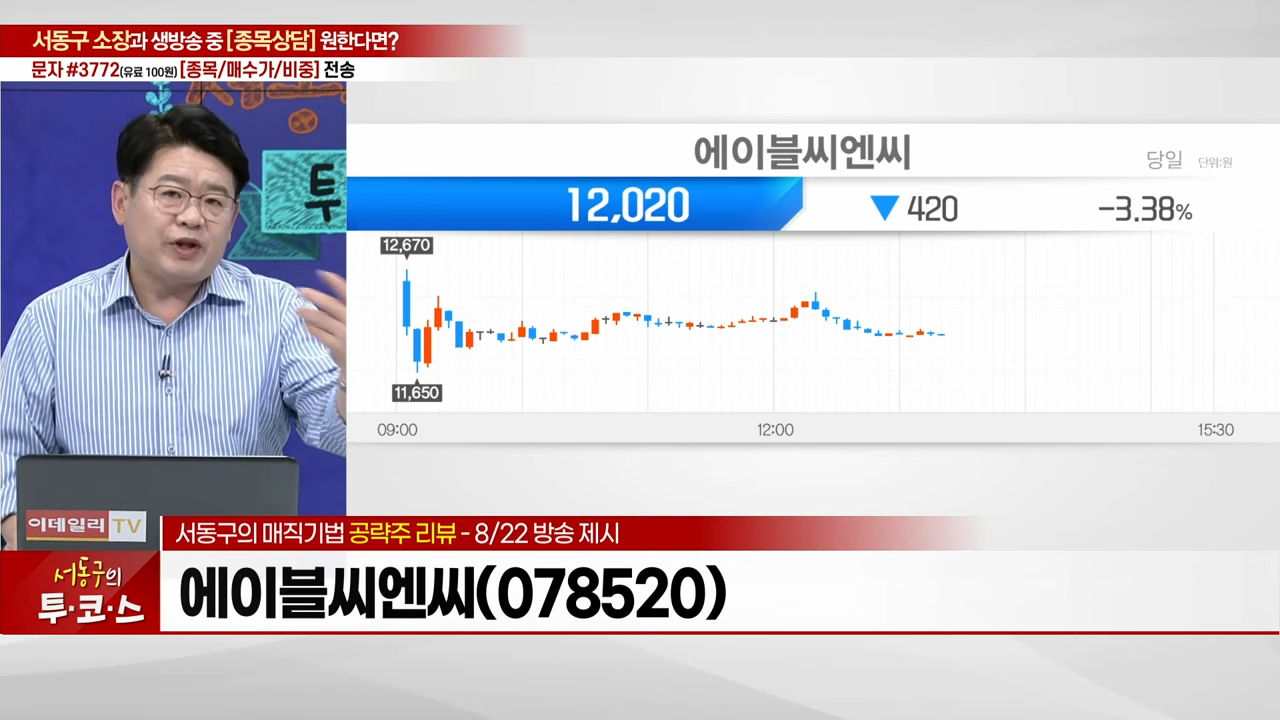 서동구 소장과 생방송 중 [종목상담] 원한다면?
문자 #3772(유료 100원) [종목/매수가/비중] 전송
투
에이블씨엔씨
당일 단위:원
12,020 ▼ 420 -3.38%
12,670
11,650
09:00 12:00 15:30
이데일리 TV
서동구의 매직기법 공략주 리뷰 - 8/22 방송 제시
서동구의
투·코·스
에이블씨엔씨(078520)